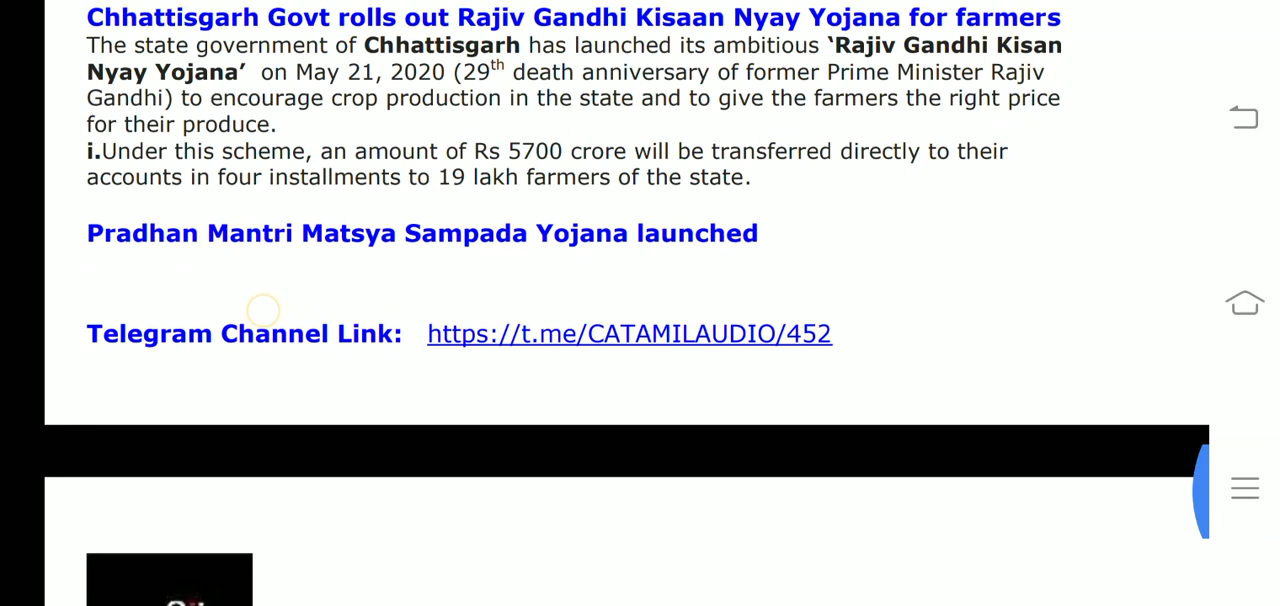 Chhattisgarh Govt rolls out Rajiv Gandhi Kisaan Nyay Yojana for farmers
The state government of Chhattisgarh has launched its ambitious ‘Rajiv Gandhi Kisan
Nyay Yojana’ on May 21, 2020 (29th death anniversary of former Prime Minister Rajiv
Gandhi) to encourage crop production in the state and to give the farmers the right price
for their produce.
i.Under this scheme, an amount of Rs 5700 crore will be transferred directly to their
accounts in four installments to 19 lakh farmers of the state.
Pradhan Mantri Matsya Sampada Yojana launched
Telegram Channel Link: https://t.me/CATAMILAUDIO/452